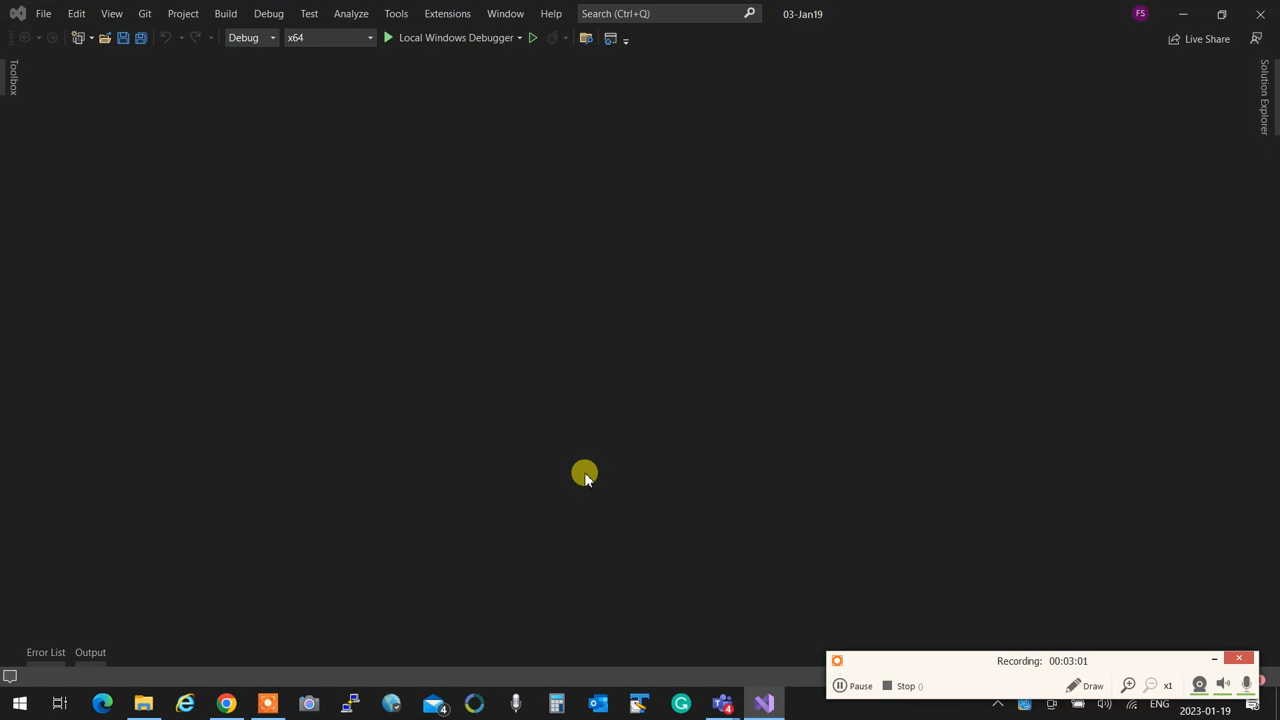 File Edit View Git Project Build Debug Test Analyze Tools Extensions Window Help Search (Ctrl+Q) 03-Jan19 FS
Debug x64 Local Windows Debugger Live Share
Toolbox
Solution Explorer
Error List Output
Recording: 00:03:01
Pause Stop () Draw x1
4 4 ENG
2023-01-19